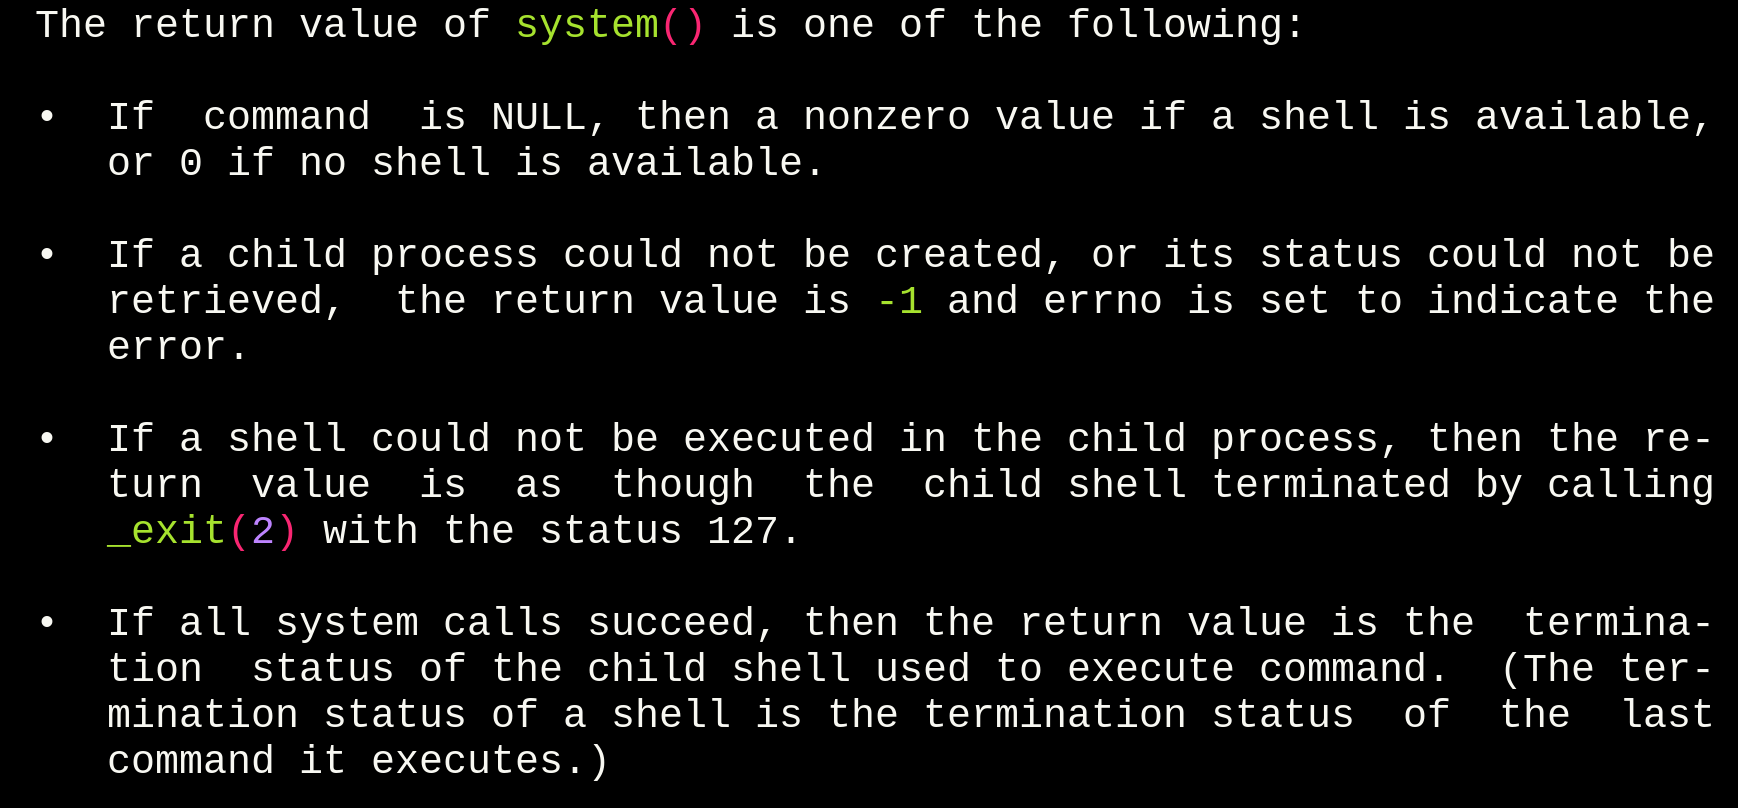 The return value of system() is one of the following:
• If command is NULL, then a nonzero value if a shell is available,
or 0 if no shell is available.
• If a child process could not be created, or its status could not be
retrieved, the return value is -1 and errno is set to indicate the
error.
• If a shell could not be executed in the child process, then the re-
turn value is as though the child shell terminated by calling
_exit(2) with the status 127.
• If all system calls succeed, then the return value is the termina-
tion status of the child shell used to execute command. (The ter-
mination status of a shell is the termination status of the last
command it executes.)